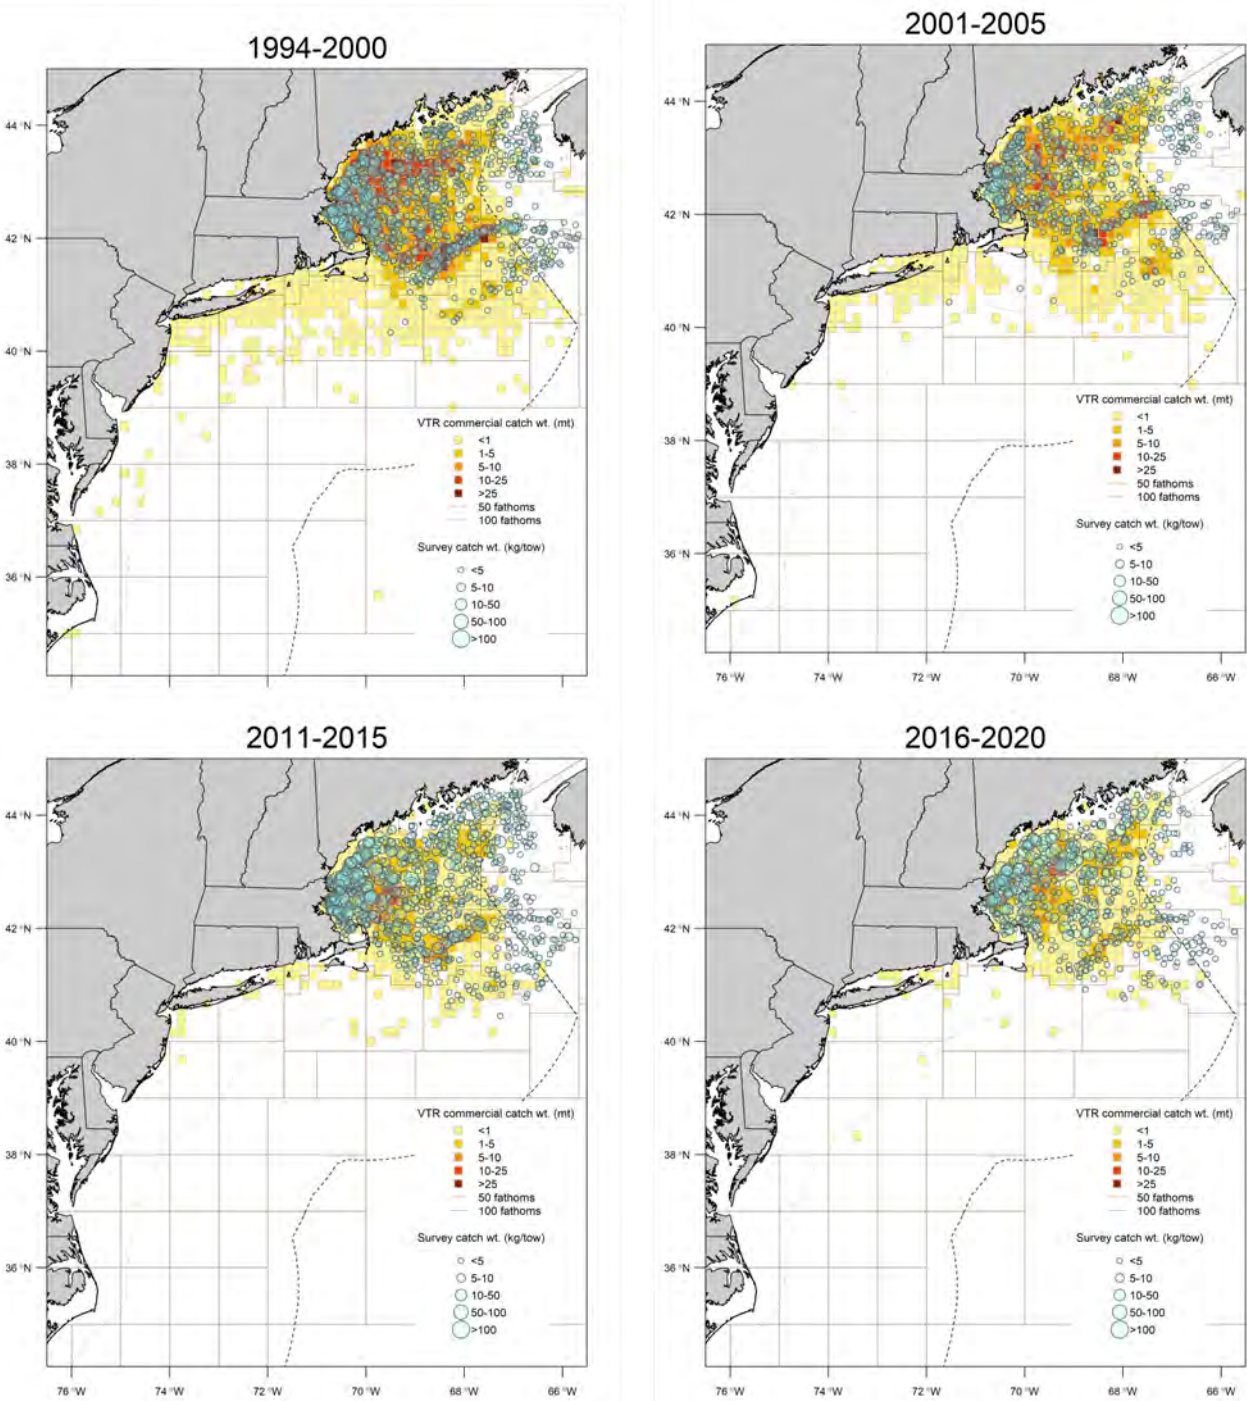 1994-2000
44 °N
42 °N
40 °N
38 °N
36 °N
VTR commercial catch wt. (mt)
<1
1-5
5-10
10-25
>25
50 fathoms
100 fathoms
Survey catch wt. (kg/tow)
<5
5-10
10-50
50-100
>100
2001-2005
44 °N
42 °N
40 °N
38 °N
36 °N
VTR commercial catch wt. (mt)
<1
1-5
5-10
10-25
>25
50 fathoms
100 fathoms
Survey catch wt. (kg/tow)
<5
5-10
10-50
50-100
>100
76 °W 74 °W 72 °W 70 °W 68 °W 66 °W
2011-2015
44 °N
42 °N
40 °N
38 °N
36 °N
VTR commercial catch wt. (mt)
<1
1-5
5-10
10-25
>25
50 fathoms
100 fathoms
Survey catch wt. (kg/tow)
<5
5-10
10-50
50-100
>100
76 °W 74 °W 72 °W 70 °W 68 °W 66 °W
2016-2020
44 °N
42 °N
40 °N
38 °N
36 °N
VTR commercial catch wt. (mt)
<1
1-5
5-10
10-25
>25
50 fathoms
100 fathoms
Survey catch wt. (kg/tow)
<5
5-10
10-50
50-100
>100
76 °W 74 °W 72 °W 70 °W 68 °W 66 °W